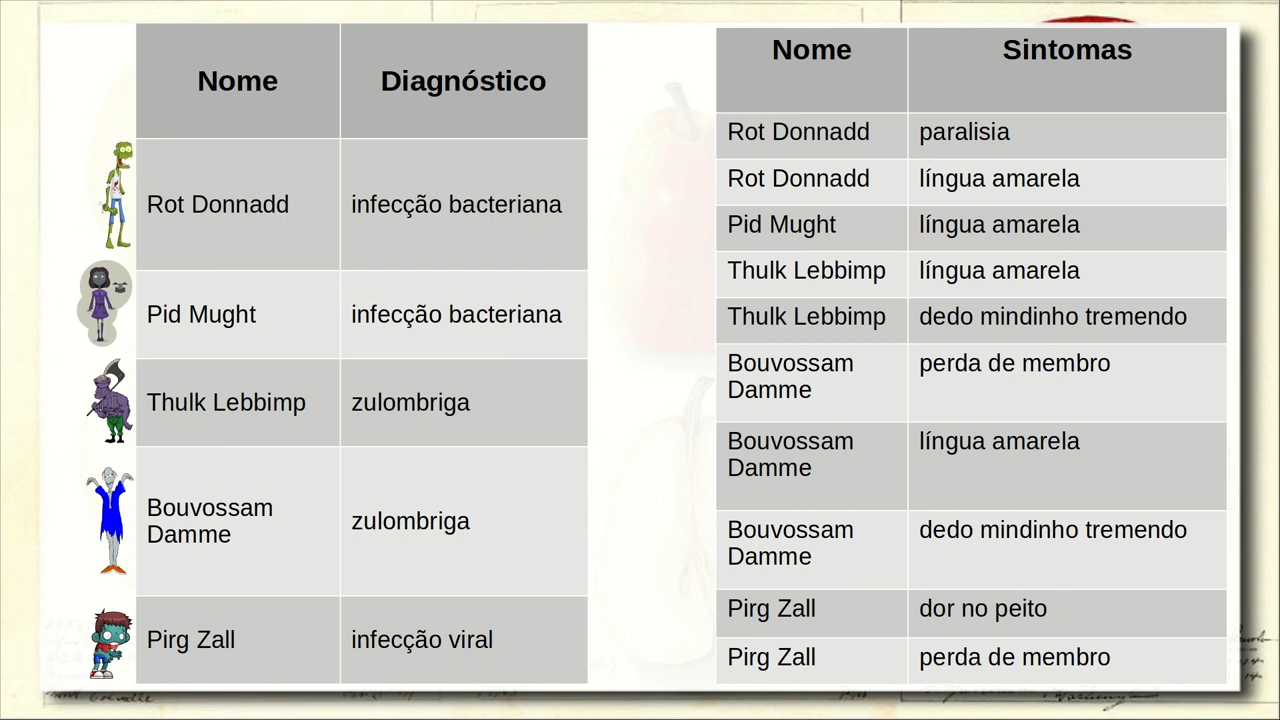 Nome Diagnóstico
Rot Donnadd infecção bacteriana
Pid Mught infecção bacteriana
Thulk Lebbimp zulombriga
Bouvossam
Damme zulombriga
Pirg Zall infecção viral
Nome Sintomas
Rot Donnadd paralisia
Rot Donnadd língua amarela
Pid Mught língua amarela
Thulk Lebbimp língua amarela
Thulk Lebbimp dedo mindinho tremendo
Bouvossam perda de membro
Damme
Bouvossam língua amarela
Damme
Bouvossam dedo mindinho tremendo
Damme
Pirg Zall dor no peito
Pirg Zall perda de membro